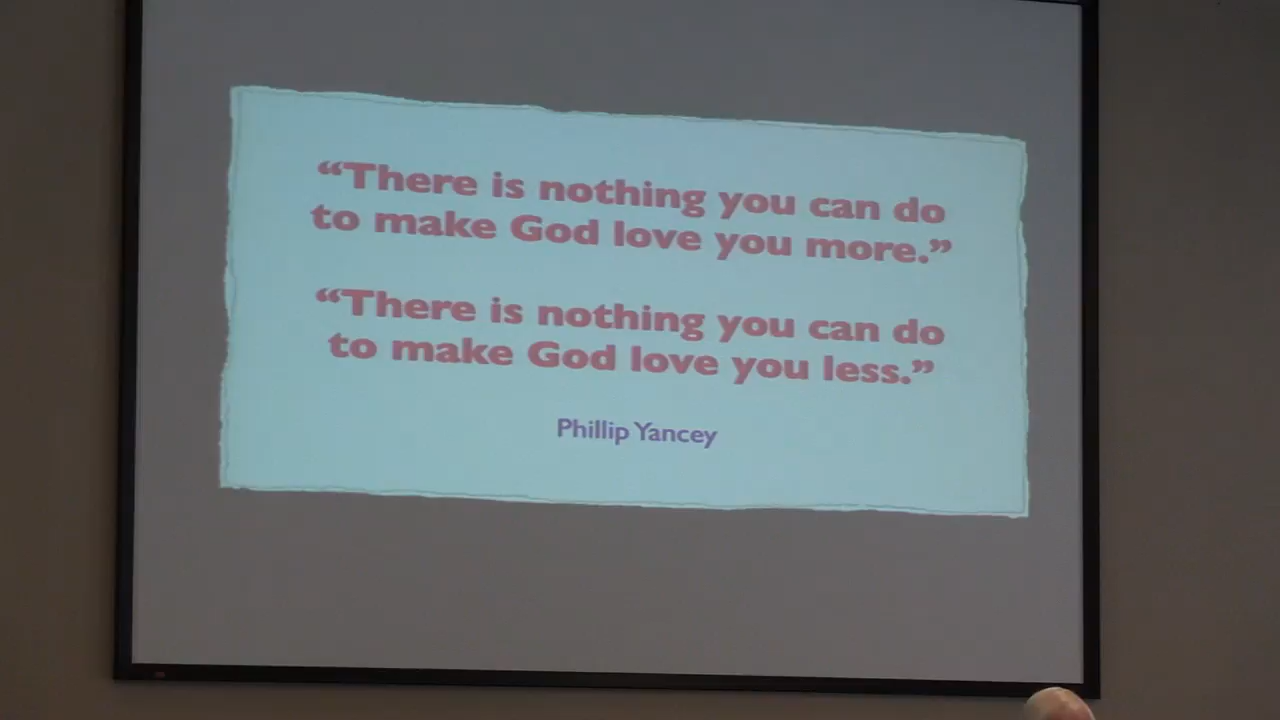 “There is nothing you can do
to make God love you more.”
“There is nothing you can do
to make God love you less.”
Phillip Yancey